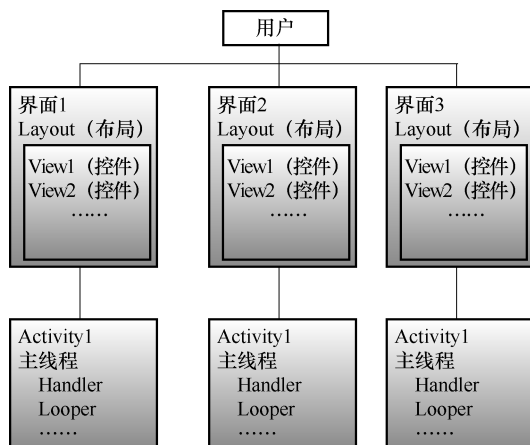 用户
界面1
Layout（布局）
View1（控件）
View2（控件）
……
界面2
Layout（布局）
View1（控件）
View2（控件）
……
界面3
Layout（布局）
View1（控件）
View2（控件）
……
Activity1
主线程
Handler
Looper
……
Activity1
主线程
Handler
Looper
……
Activity1
主线程
Handler
Looper
……